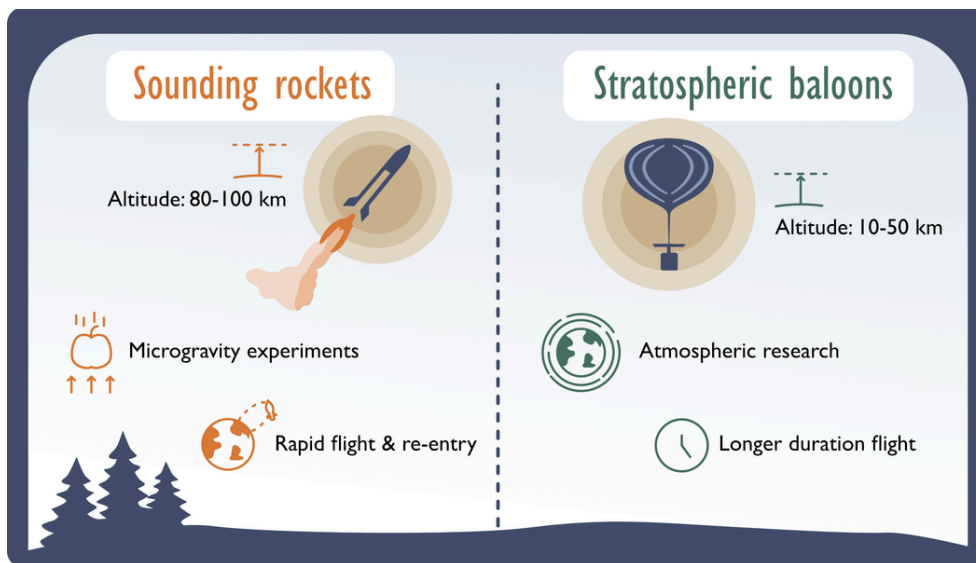 Sounding rockets
Altitude: 80-100 km
Microgravity experiments
Rapid flight & re-entry
Stratospheric baloons
Altitude: 10-50 km
Atmospheric research
Longer duration flight